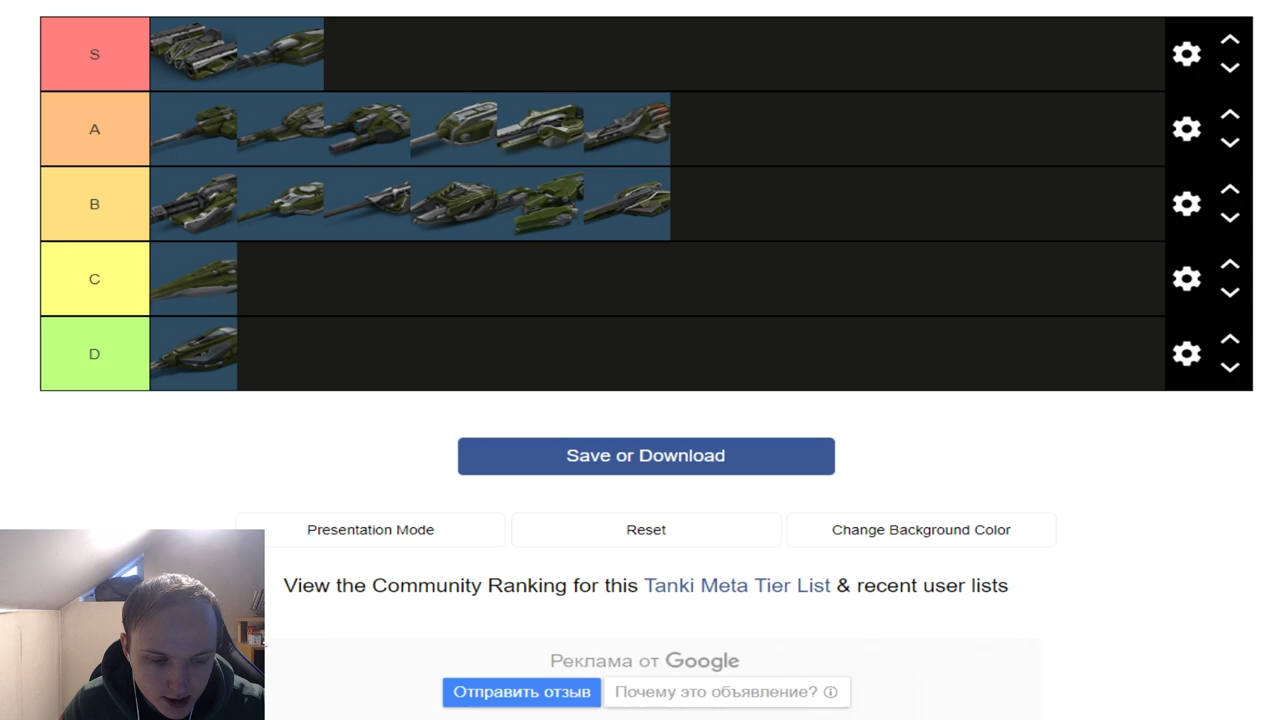 S
A
B
C
D
Save or Download
Presentation Mode
Reset
Change Background Color
View the Community Ranking for this Tanki Meta Tier List & recent user lists
Реклама от Google
Отправить отзыв
Почему это объявление?